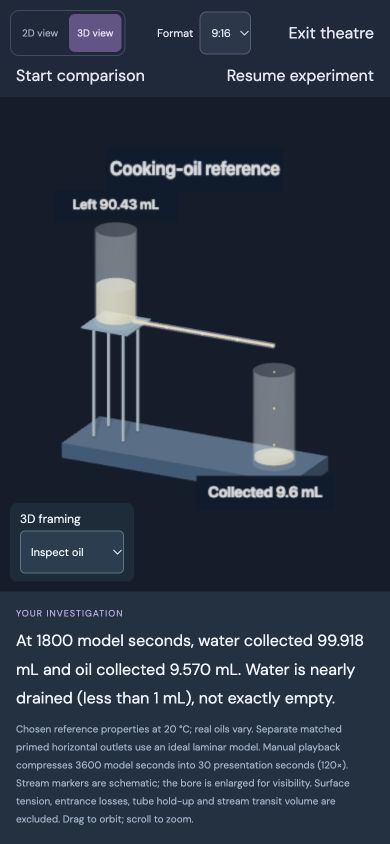 2D view 3D view Format 9:16 Exit theatre
Start comparison Resume experiment
Cooking-oil reference
Left 90.43 mL
Collected 9.6 mL
3D framing
Inspect oil
YOUR INVESTIGATION
At 1800 model seconds, water collected 99.918
mL and oil collected 9.570 mL. Water is nearly
drained (less than 1 mL), not exactly empty.
Chosen reference properties at 20 °C; real oils vary. Separate matched
primed horizontal outlets use an ideal laminar model. Manual playback
compresses 3600 model seconds into 30 presentation seconds (120×).
Stream markers are schematic; the bore is enlarged for visibility. Surface
tension, entrance losses, tube hold-up and stream transit volume are
excluded. Drag to orbit; scroll to zoom.